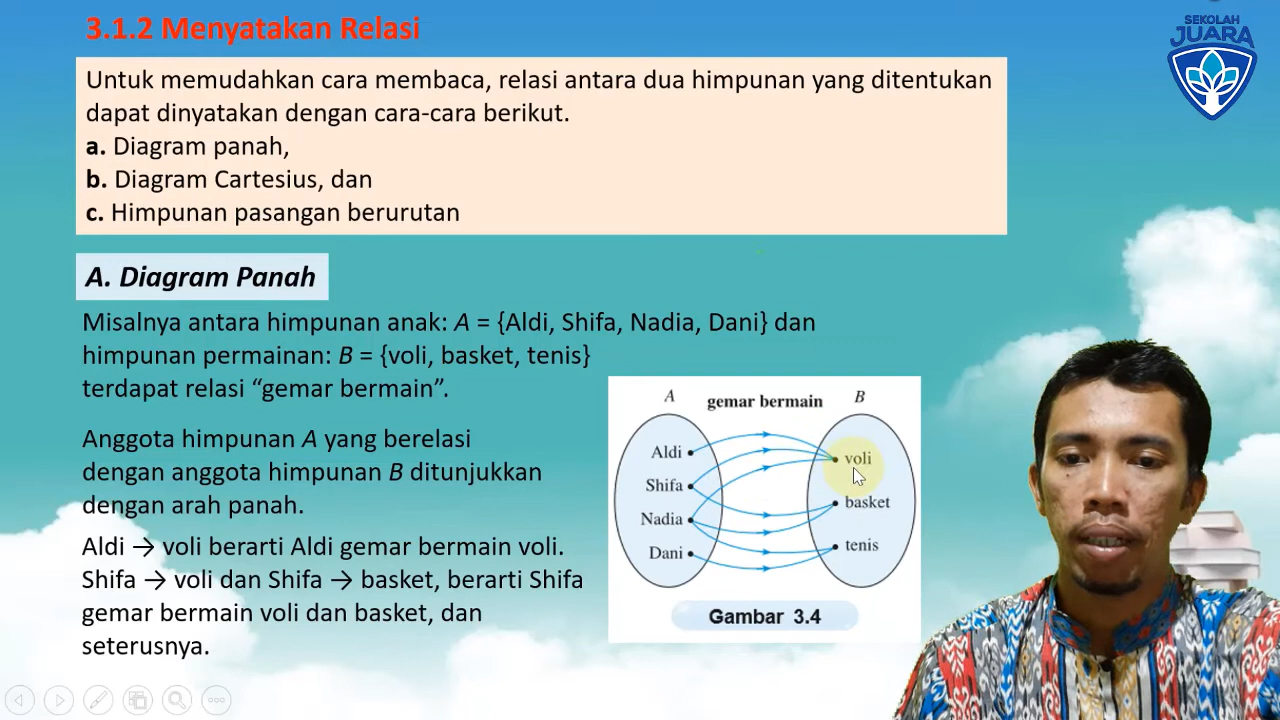 3.1.2 Menyatakan Relasi
SEKOLAH
JUARA
Untuk memudahkan cara membaca, relasi antara dua himpunan yang ditentukan
dapat dinyatakan dengan cara-cara berikut.
a. Diagram panah,
b. Diagram Cartesius, dan
c. Himpunan pasangan berurutan
A. Diagram Panah
Misalnya antara himpunan anak: A = {Aldi, Shifa, Nadia, Dani} dan
himpunan permainan: B = {voli, basket, tenis}
terdapat relasi “gemar bermain”.
Anggota himpunan A yang berelasi
dengan anggota himpunan B ditunjukkan
dengan arah panah.
Aldi → voli berarti Aldi gemar bermain voli.
Shifa → voli dan Shifa → basket, berarti Shifa
gemar bermain voli dan basket, dan
seterusnya.
A
gemar bermain
B
Aldi
Shifa
Nadia
Dani
voli
basket
tenis
Gambar 3.4